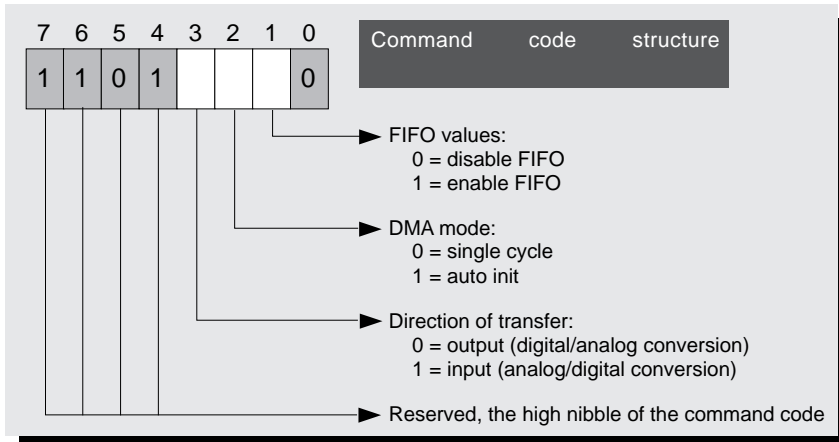 7 6 5 4 3 2 1 0
Command code structure
1 1 0 1 0
FIFO values:
0 = disable FIFO
1 = enable FIFO
DMA mode:
0 = single cycle
1 = auto init
Direction of transfer:
0 = output (digital/analog conversion)
1 = input (analog/digital conversion)
Reserved, the high nibble of the command code